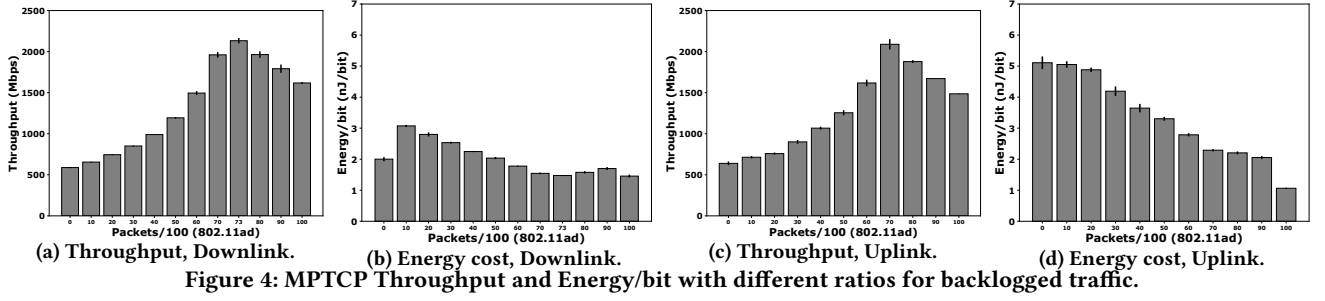 2500
2000
1500
1000
500
0
Throughput (Mbps)
0 10 20 30 40 50 60 70 73 80 90 100
Packets/100 (802.11ad)
(a) Throughput, Downlink.
7
6
5
4
3
2
1
0
Energy/bit (nJ/bit)
0 10 20 30 40 50 60 70 73 80 90 100
Packets/100 (802.11ad)
(b) Energy cost, Downlink.
2500
2000
1500
1000
500
0
Throughput (Mbps)
0 10 20 30 40 50 60 70 80 90 100
Packets/100 (802.11ad)
(c) Throughput, Uplink.
7
6
5
4
3
2
1
0
Energy/bit (nJ/bit)
0 10 20 30 40 50 60 70 80 90 100
Packets/100 (802.11ad)
(d) Energy cost, Uplink.
Figure 4: MPTCP Throughput and Energy/bit with different ratios for backlogged traffic.